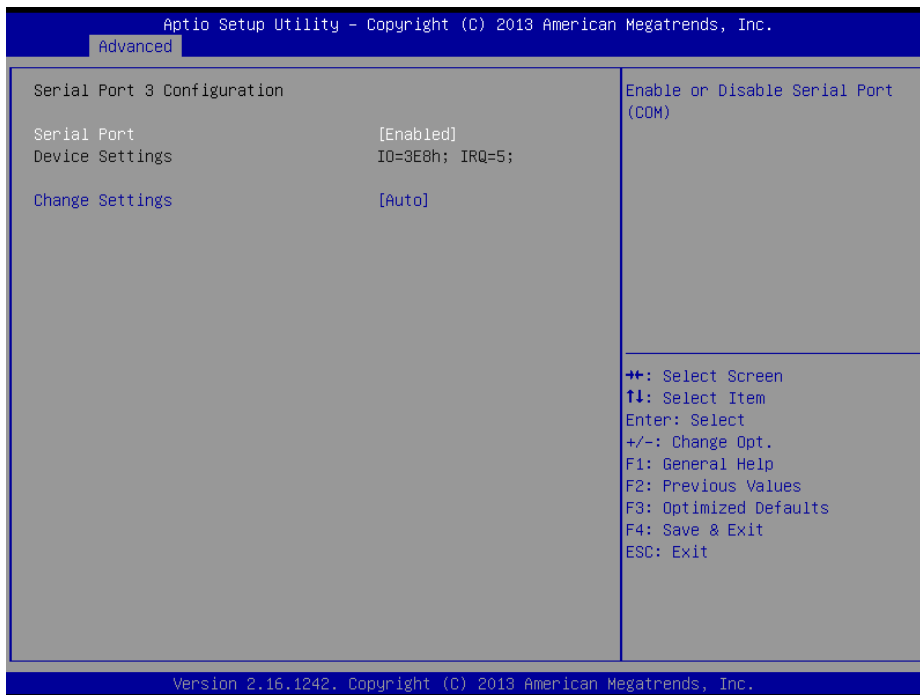 Aptio Setup Utility – Copyright (C) 2013 American Megatrends, Inc.
Advanced
Serial Port 3 Configuration
Serial Port [Enabled]
Device Settings IO=3E8h; IRQ=5;
Change Settings [Auto]
Enable or Disable Serial Port
(COM)
→←: Select Screen
↑↓: Select Item
Enter: Select
+/-: Change Opt.
F1: General Help
F2: Previous Values
F3: Optimized Defaults
F4: Save & Exit
ESC: Exit
Version 2.16.1242. Copyright (C) 2013 American Megatrends, Inc.